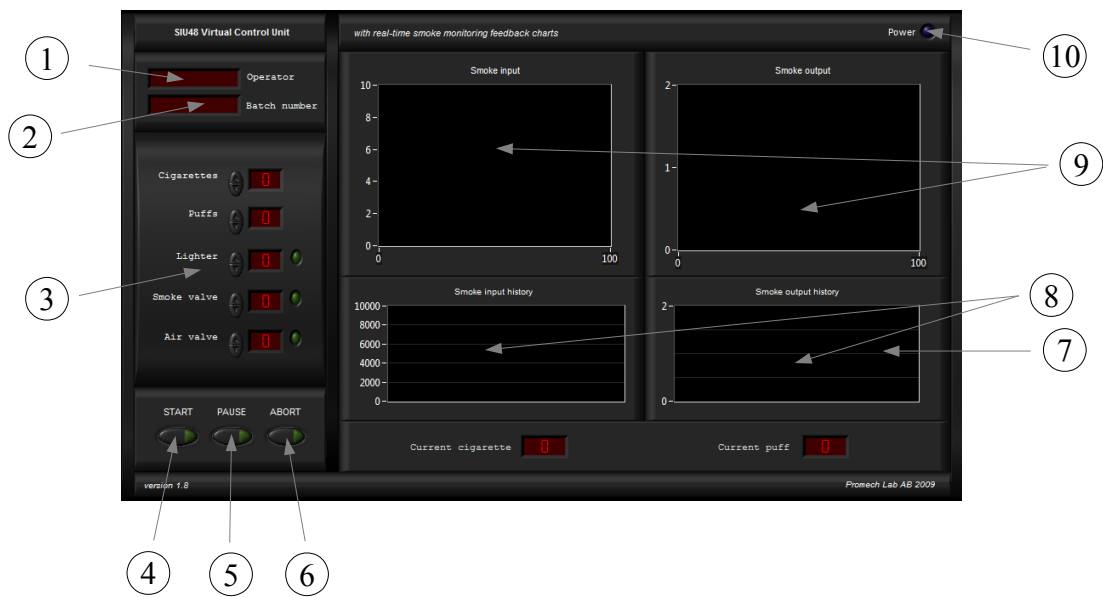 SIU48 Virtual Control Unit
with real-time smoke monitoring feedback charts
Power
10
1
Operator
Batch number
2
Smoke input
10
8
6
4
2
0
0
100
Smoke output
2
1
0
0
100
9
Cigarettes 0
Puffs 0
Lighter 0
Smoke valve 0
Air valve 0
3
Smoke input history
10000
8000
6000
4000
2000
0
Smoke output history
2
0
8
7
START PAUSE ABORT
Current cigarette 0
Current puff 0
version 1.8
Promech Lab AB 2009
4
5
6